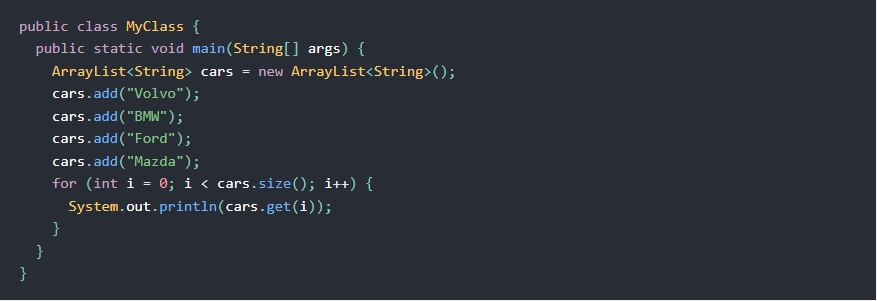 public class MyClass {
  public static void main(String[] args) {
    ArrayList<String> cars = new ArrayList<String>();
    cars.add("Volvo");
    cars.add("BMW");
    cars.add("Ford");
    cars.add("Mazda");
    for (int i = 0; i < cars.size(); i++) {
      System.out.println(cars.get(i));
    }
  }
}